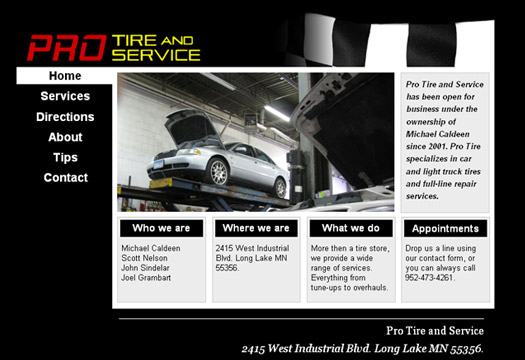 PRO TIRE AND
SERVICE
Home
Services
Directions
About
Tips
Contact
Pro Tire and Service
has been open for
business under the
ownership of
Michael Caldeen
since 2001. Pro Tire
specializes in car
and light truck tires
and full-line repair
services.
Who we are
Michael Caldeen
Scott Nelson
John Sindelar
Joel Grambart
Where we are
2415 West Industrial
Blvd. Long Lake MN
55356.
What we do
More then a tire store,
we provide a wide
range of services.
Everything from
tune-ups to overhauls.
Appointments
Drop us a line using
our contact form, or
you can always call
952-473-4261.
Pro Tire and Service
2415 West Industrial Blvd. Long Lake MN 55356.